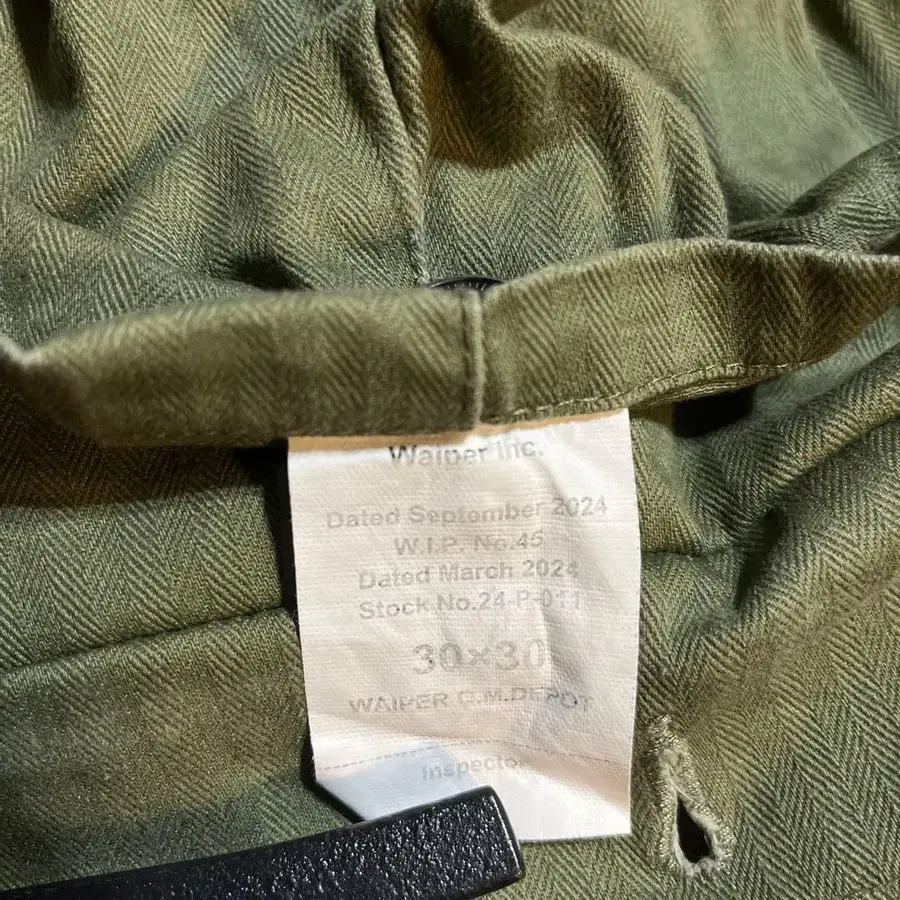 Waiper Inc.
Dated September 2024
W.I.P. No.45
Dated March 2024
Stock No.24-P-011
30×30
WAIPER Q.M.DEPOT
Inspector